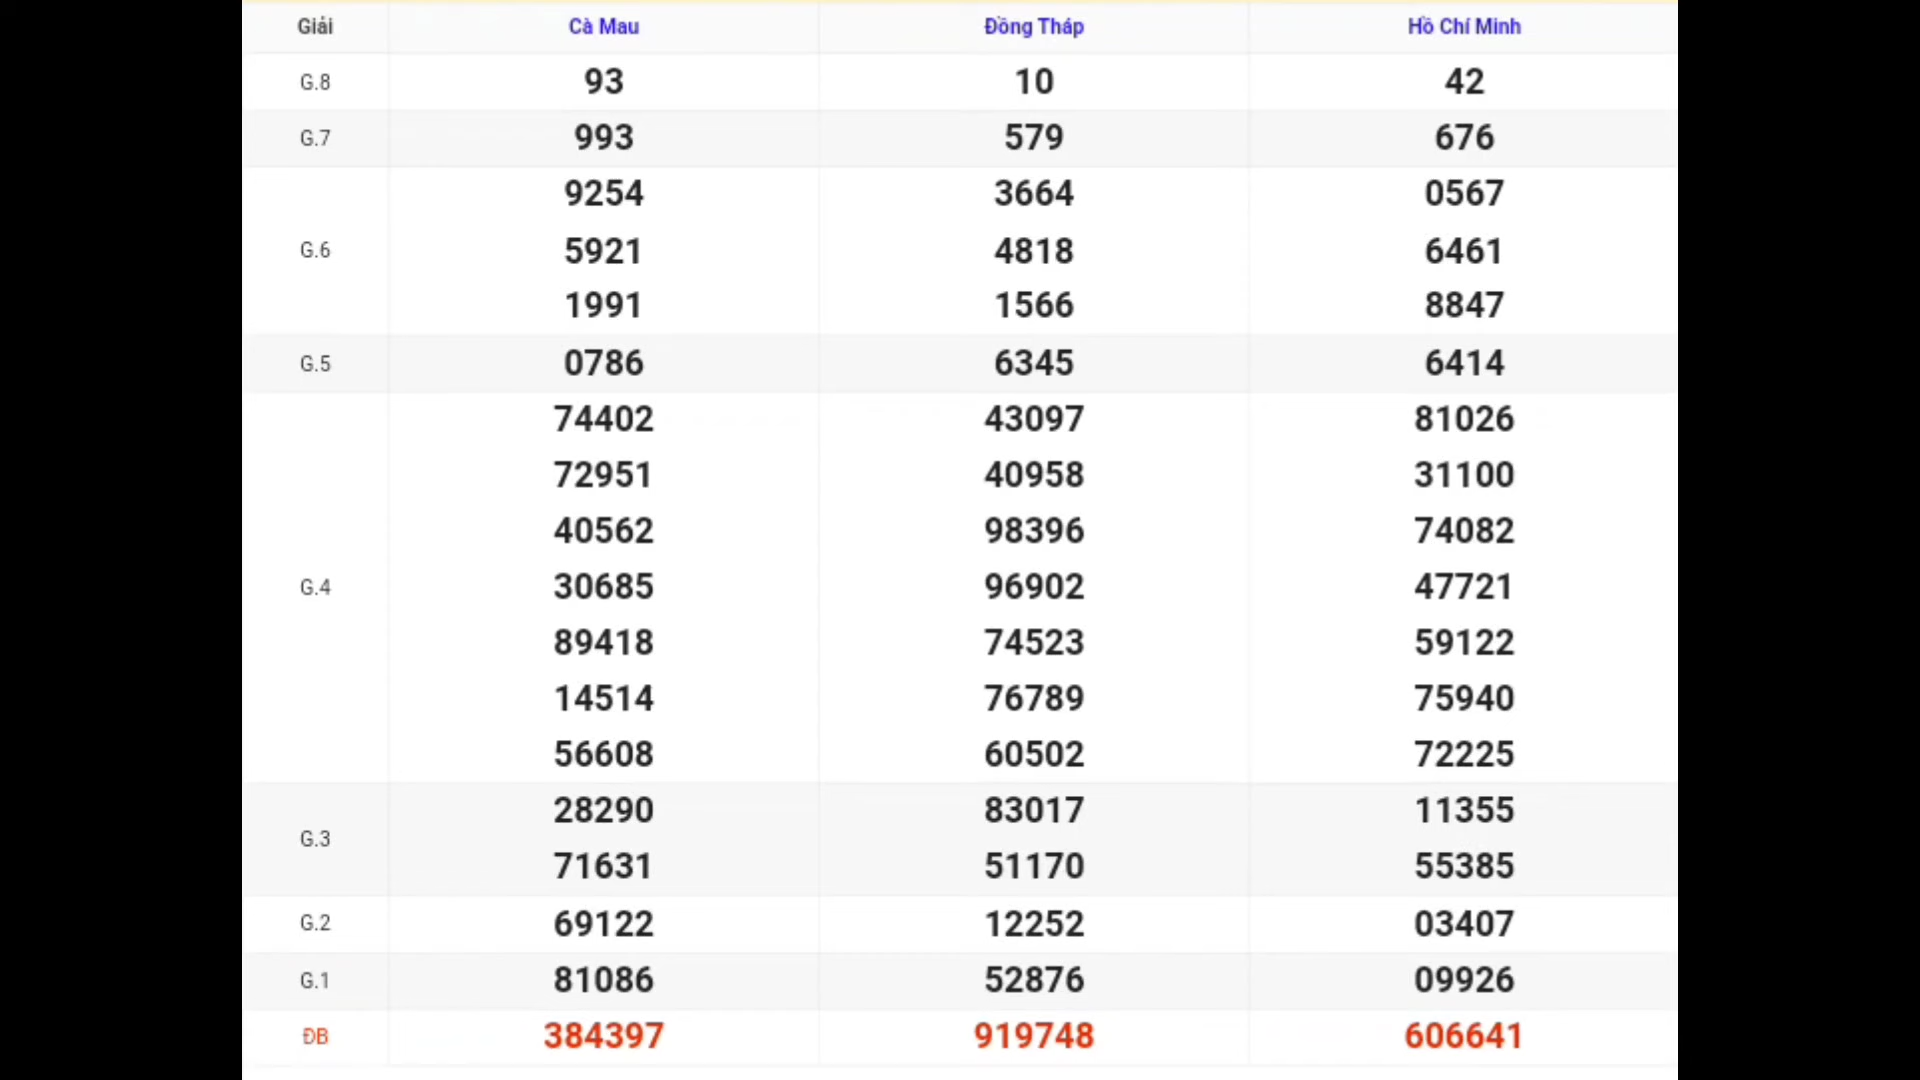 Giải Cà Mau Đồng Tháp Hồ Chí Minh
G.8 93 10 42
G.7 993 579 676
9254 3664 0567
G.6 5921 4818 6461
1991 1566 8847
G.5 0786 6345 6414
74402 43097 81026
72951 40958 31100
40562 98396 74082
G.4 30685 96902 47721
89418 74523 59122
14514 76789 75940
56608 60502 72225
28290 83017 11355
G.3
71631 51170 55385
G.2 69122 12252 03407
G.1 81086 52876 09926
ĐB 384397 919748 606641